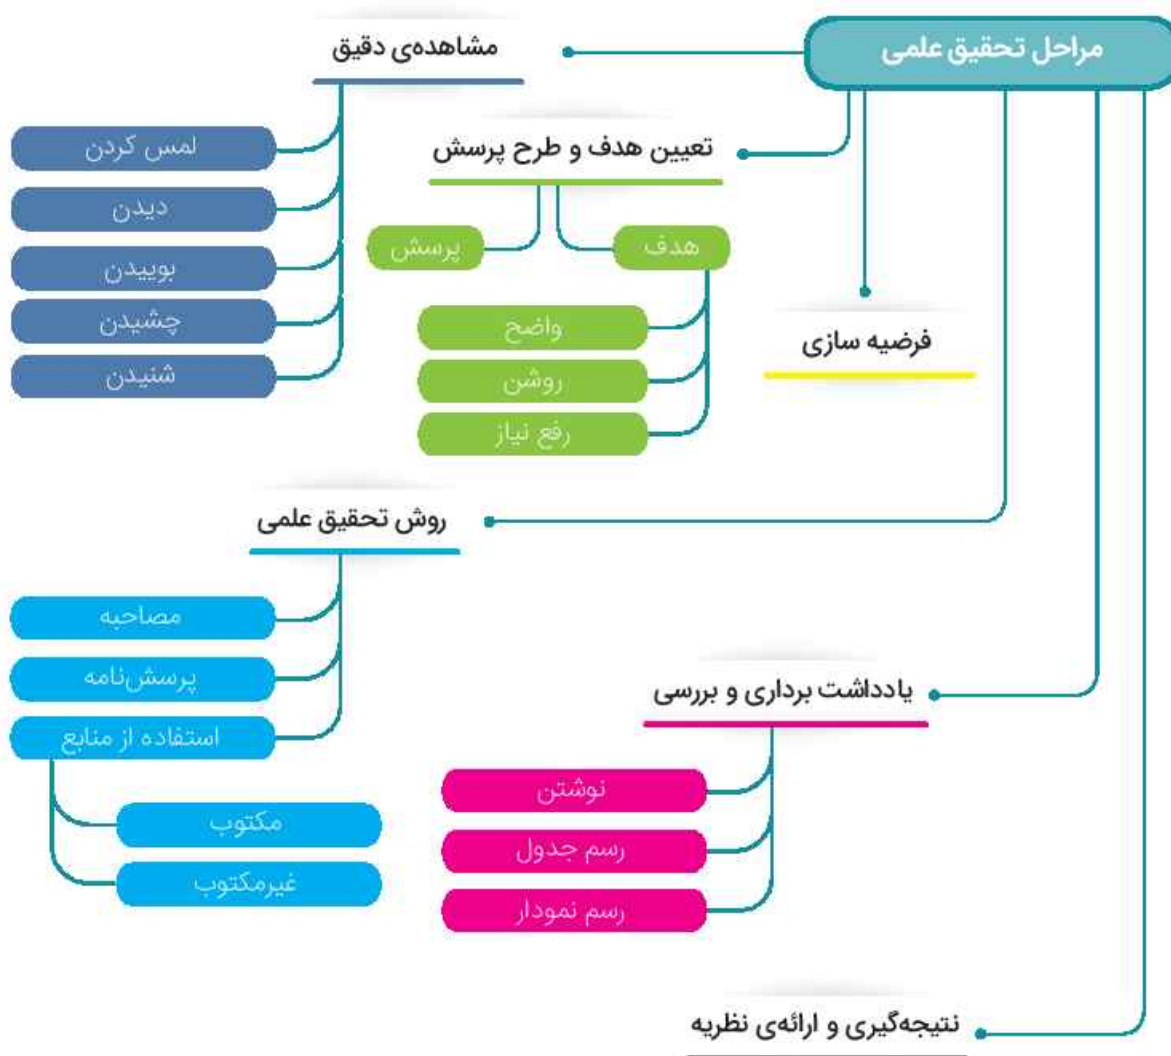 مراحل تحقیق علمی
مشاهده‌ی دقیق
لمس کردن
دیدن
بوییدن
چشیدن
شنیدن
تعیین هدف و طرح پرسش
هدف
پرسش
واضح
روشن
رفع نیاز
فرضیه سازی
روش تحقیق علمی
مصاحبه
پرسش‌نامه
استفاده از منابع
مکتوب
غیرمکتوب
یادداشت برداری و بررسی
نوشتن
رسم جدول
رسم نمودار
نتیجه‌گیری و ارائه‌ی نظریه